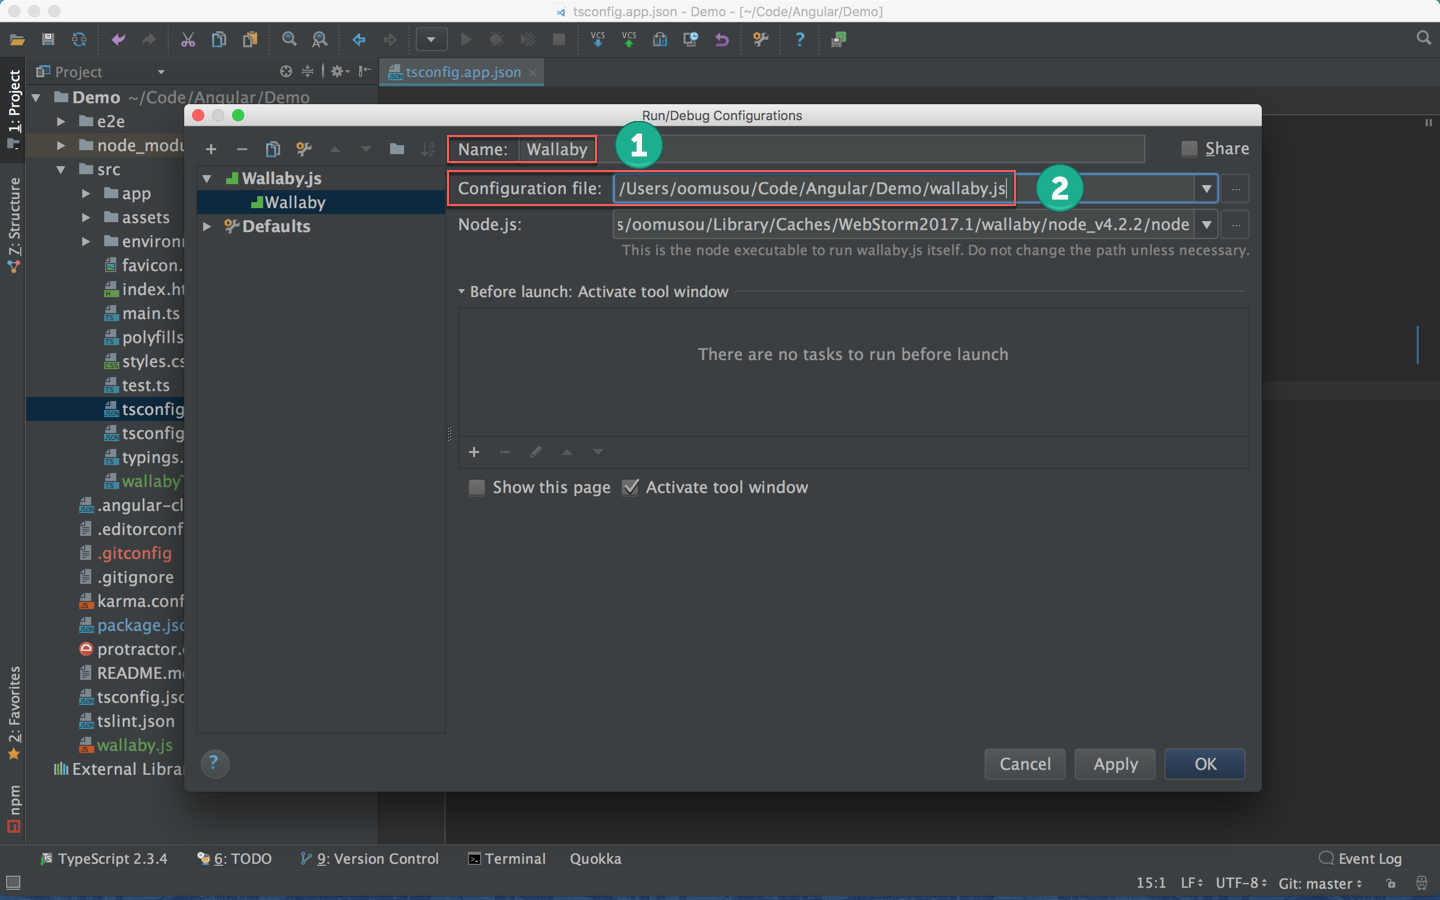 tsconfig.app.json - Demo - [~/Code/Angular/Demo]
VCS
VCS
?
Project
tsconfig.app.json
1: Project
Z: Structure
2: Favorites
npm
Demo ~/Code/Angular/Demo
e2e
node_modu
src
app
assets
environn
favicon.
index.ht
main.ts
polyfills
styles.cs
test.ts
tsconfig
tsconfig
typings.
wallaby
.angular-cl
.editorconf
.gitconfig
.gitignore
karma.conf
package.jso
protractor.
README.m
tsconfig.jso
tslint.json
wallaby.js
External Libra
Run/Debug Configurations
Wallaby.js
Wallaby
Defaults
Name: Wallaby
1
Share
Configuration file: /Users/oomusou/Code/Angular/Demo/wallaby.js
2
...
Node.js: s/oomusou/Library/Caches/WebStorm2017.1/wallaby/node_v4.2.2/node
...
This is the node executable to run wallaby.js itself. Do not change the path unless necessary.
Before launch: Activate tool window
There are no tasks to run before launch
Show this page Activate tool window
?
Cancel Apply OK
TypeScript 2.3.4 6: TODO 9: Version Control Terminal Quokka Event Log
15:1 LF UTF-8 Git: master